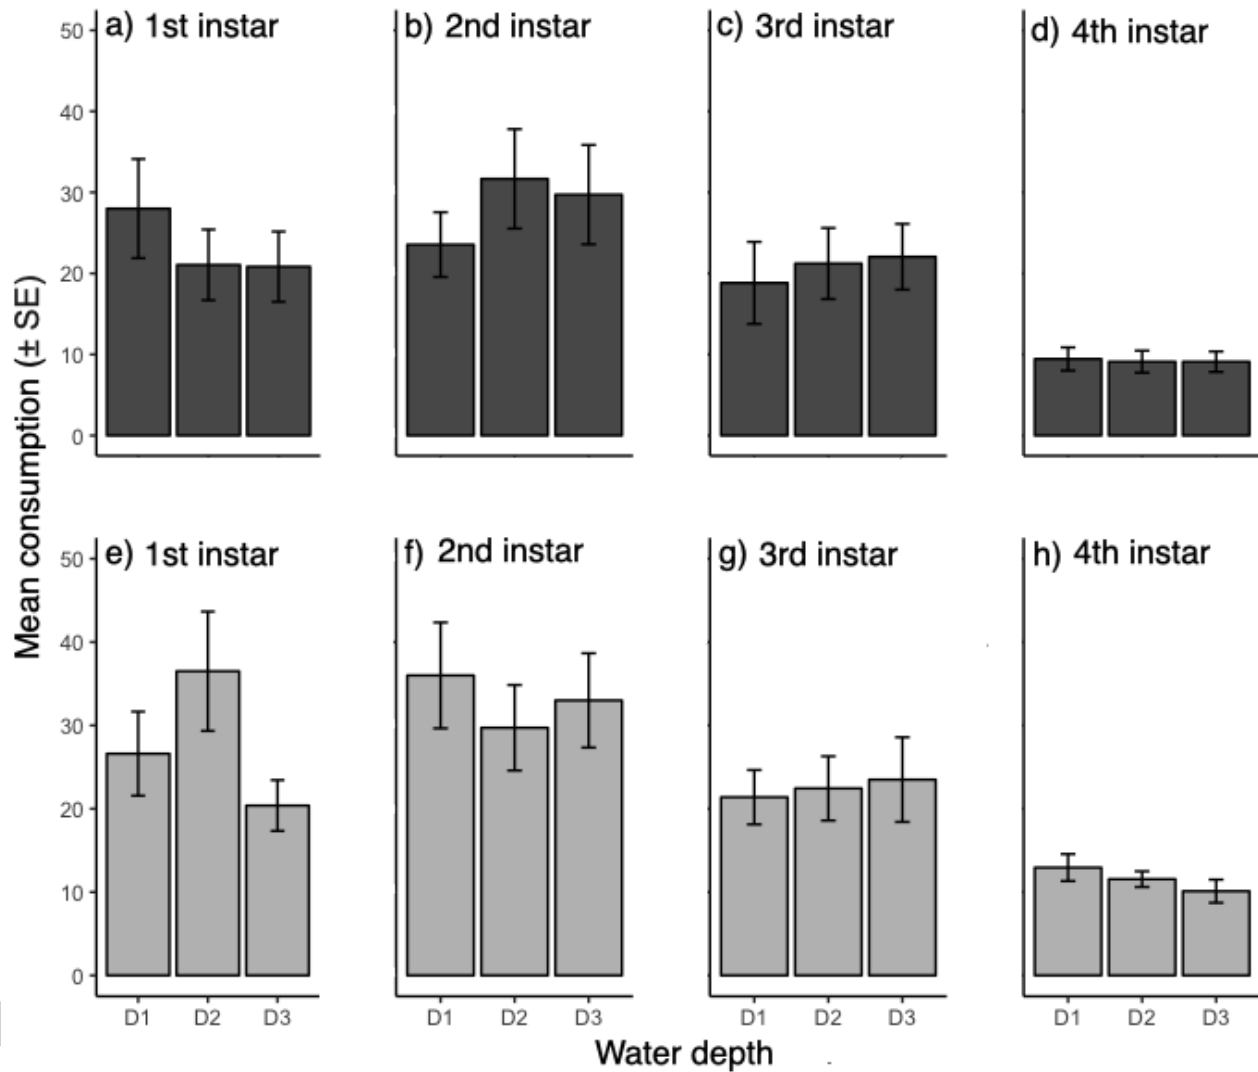 Mean consumption (± SE)
a) 1st instar
b) 2nd instar
c) 3rd instar
d) 4th instar
50
40
30
20
10
0
e) 1st instar
f) 2nd instar
g) 3rd instar
h) 4th instar
50
40
30
20
10
0
D1 D2 D3
D1 D2 D3
D1 D2 D3
D1 D2 D3
Water depth